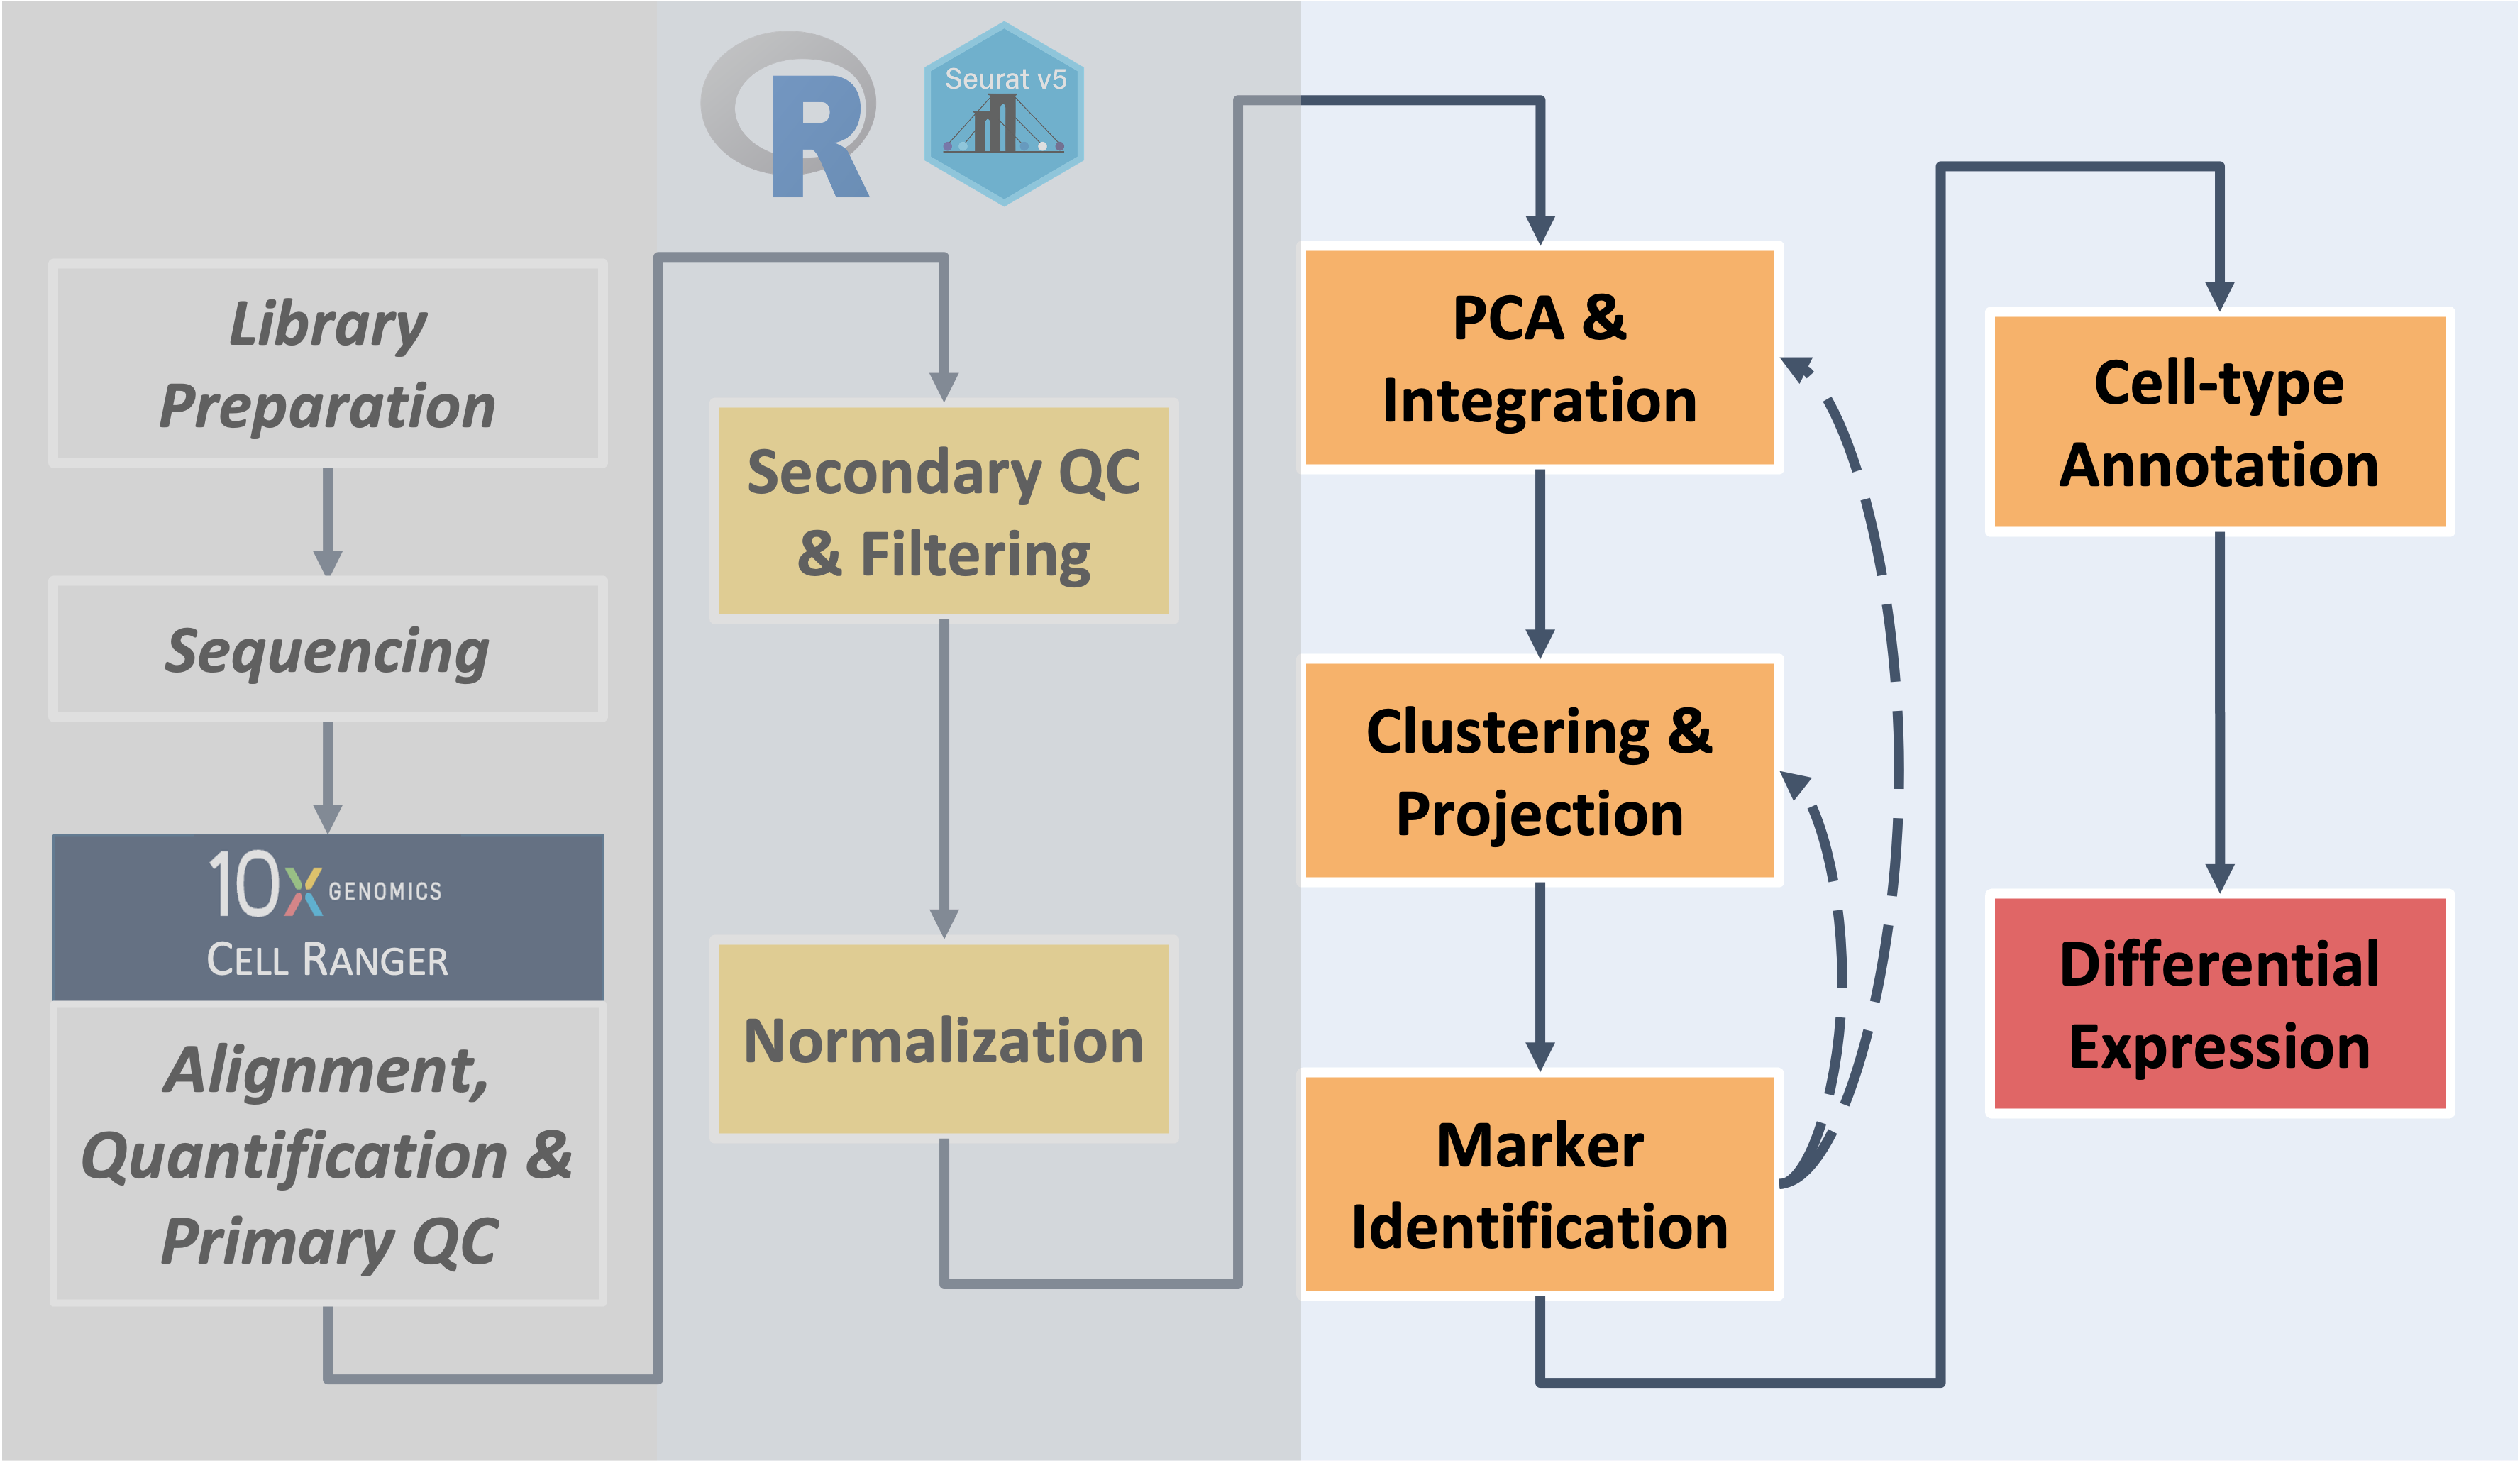 R
Seurat v5
Library
Preparation
Sequencing
10x GENOMICS
CELL RANGER
Alignment,
Quantification &
Primary QC
Secondary QC
& Filtering
Normalization
PCA &
Integration
Clustering &
Projection
Marker
Identification
Cell-type
Annotation
Differential
Expression